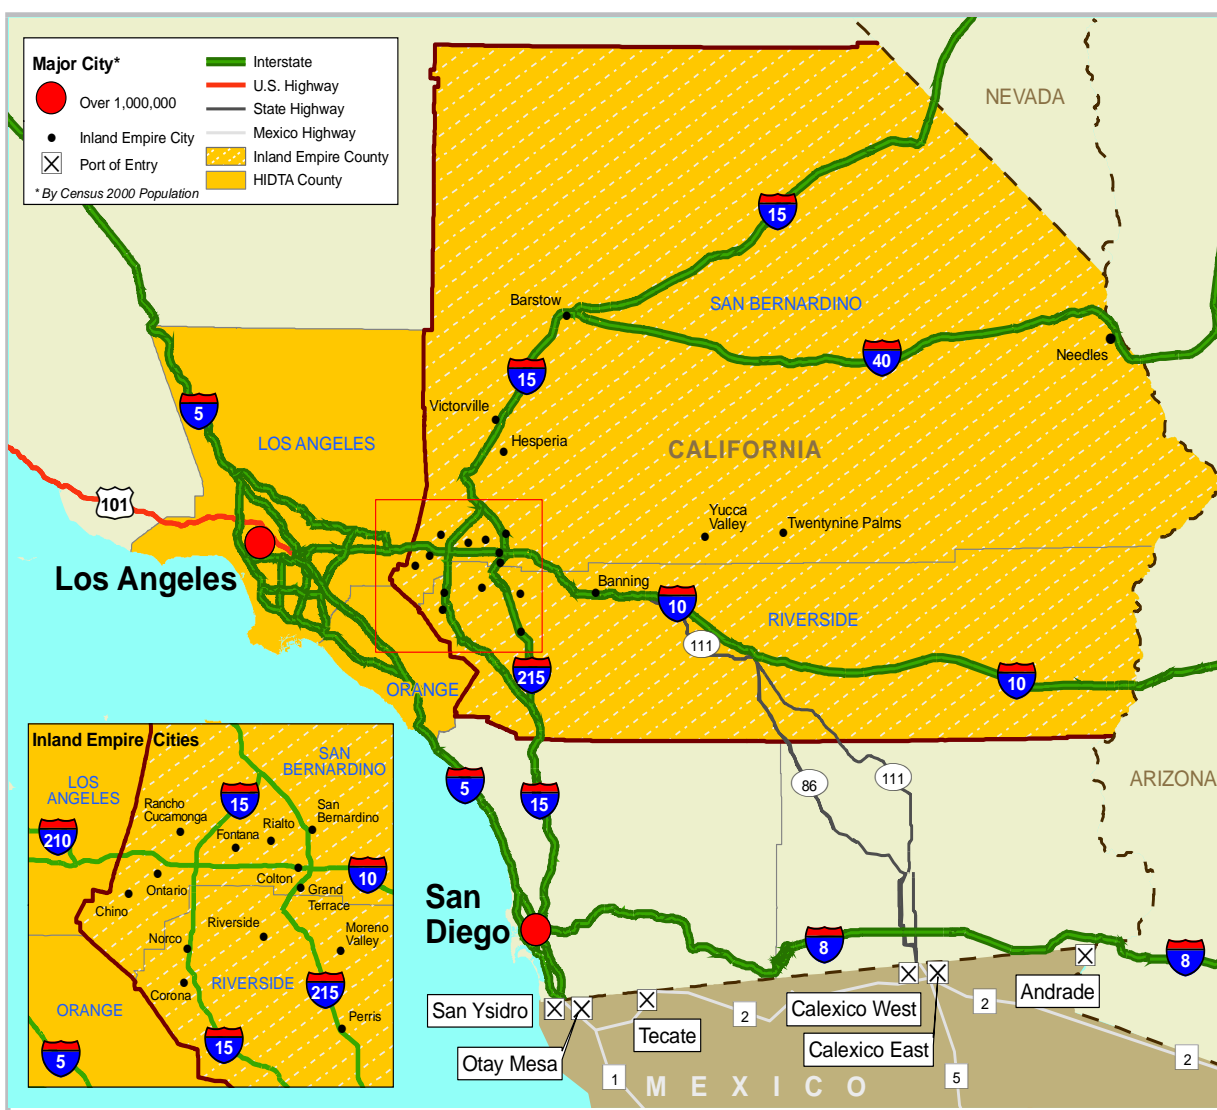 Major City*
Over 1,000,000
Inland Empire City
Port of Entry
* By Census 2000 Population
Interstate
U.S. Highway
State Highway
Mexico Highway
Inland Empire County
HIDTA County
NEVADA
15
Barstow
SAN BERNARDINO
40
Needles
15
5
Victorville
LOS ANGELES
Hesperia
CALIFORNIA
101
Yucca
Valley
Twentynine Palms
Los Angeles
Banning
10
RIVERSIDE
111
215
10
ORANGE
5
15
86
111
ARIZONA
San
Diego
8
8
San Ysidro
Otay Mesa
Tecate
2
Calexico West
Calexico East
2
Andrade
2
1
5
MEXICO
Inland Empire Cities
SAN
BERNARDINO
LOS
ANGELES
15
Rancho
Cucamonga
San
Bernardino
Rialto
Fontana
210
10
Colton
Ontario
Grand
Terrace
Chino
Riverside
Moreno
Valley
Norco
RIVERSIDE
Corona
215
ORANGE
Perris
15
5